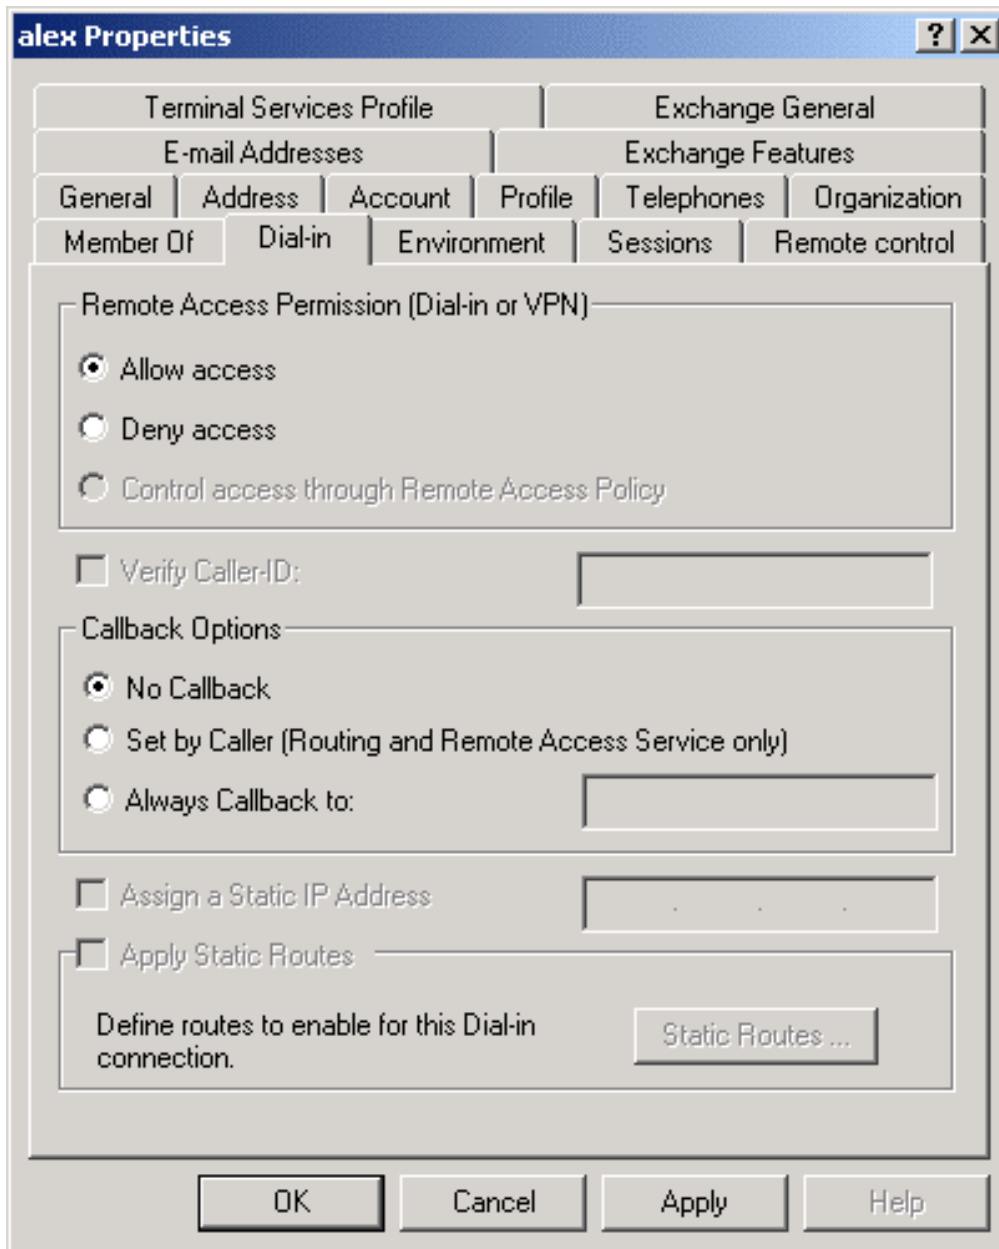 alex Properties
Terminal Services Profile Exchange General
E-mail Addresses Exchange Features
General Address Account Profile Telephones Organization
Member Of Dial-in Environment Sessions Remote control
Remote Access Permission (Dial-in or VPN)
Allow access
Deny access
Control access through Remote Access Policy
Verify Caller-ID:
Callback Options
No Callback
Set by Caller (Routing and Remote Access Service only)
Always Callback to:
Assign a Static IP Address . . .
Apply Static Routes
Define routes to enable for this Dial-in
connection.
Static Routes ...
OK Cancel Apply Help